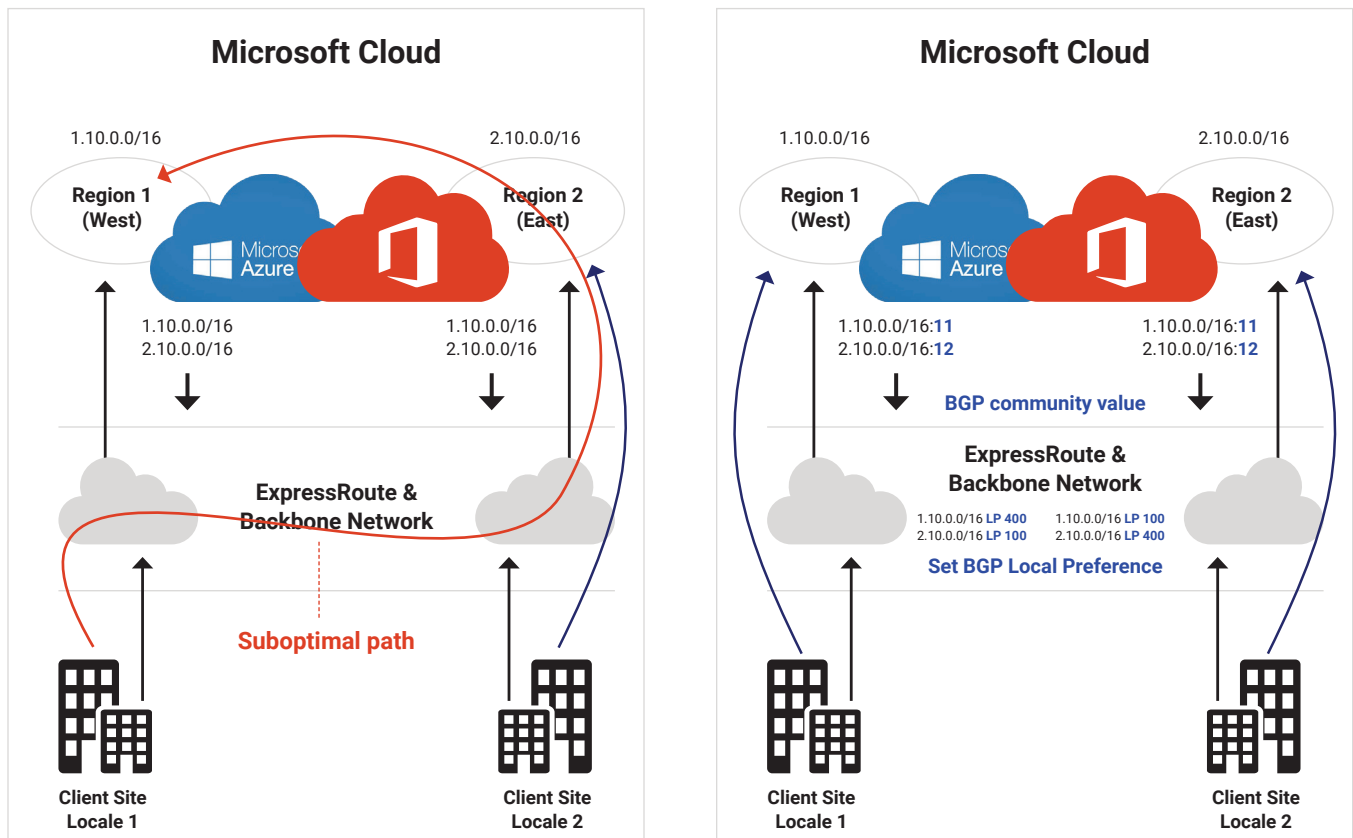 Microsoft Cloud
1.10.0.0/16
2.10.0.0/16
Region 1
(West)
Region 2
(East)
Azure
1.10.0.0/16
2.10.0.0/16
1.10.0.0/16
2.10.0.0/16
ExpressRoute &
Backbone Network
Suboptimal path
Client Site
Locale 1
Client Site
Locale 2
Microsoft Cloud
1.10.0.0/16
2.10.0.0/16
Region 1
(West)
Region 2
(East)
Azure
1.10.0.0/16:11
2.10.0.0/16:12
1.10.0.0/16:11
2.10.0.0/16:12
BGP community value
ExpressRoute &
Backbone Network
1.10.0.0/16 LP 400
2.10.0.0/16 LP 100
1.10.0.0/16 LP 100
2.10.0.0/16 LP 400
Set BGP Local Preference
Client Site
Locale 1
Client Site
Locale 2